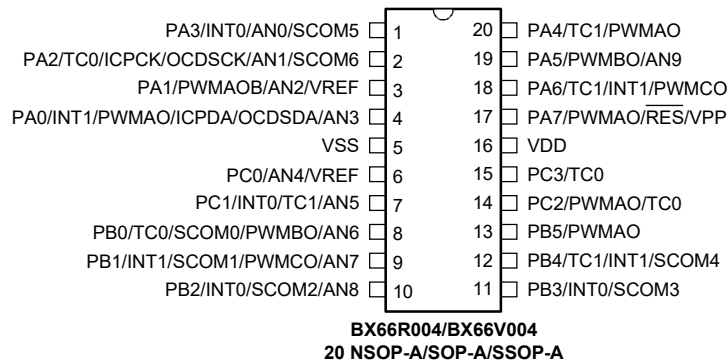 PA3/INT0/AN0/SCOM5 1 20 PA4/TC1/PWMAO
PA2/TC0/ICPCK/OCDSCK/AN1/SCOM6 2 19 PA5/PWMBO/AN9
PA1/PWMAOB/AN2/VREF 3 18 PA6/TC1/INT1/PWMCO
PA0/INT1/PWMAO/ICPDA/OCDSDA/AN3 4 17 PA7/PWMAO/RES/VPP
VSS 5 16 VDD
PC0/AN4/VREF 6 15 PC3/TC0
PC1/INT0/TC1/AN5 7 14 PC2/PWMAO/TC0
PB0/TC0/SCOM0/PWMBO/AN6 8 13 PB5/PWMAO
PB1/INT1/SCOM1/PWMCO/AN7 9 12 PB4/TC1/INT1/SCOM4
PB2/INT0/SCOM2/AN8 10 11 PB3/INT0/SCOM3
BX66R004/BX66V004
20 NSOP-A/SOP-A/SSOP-A